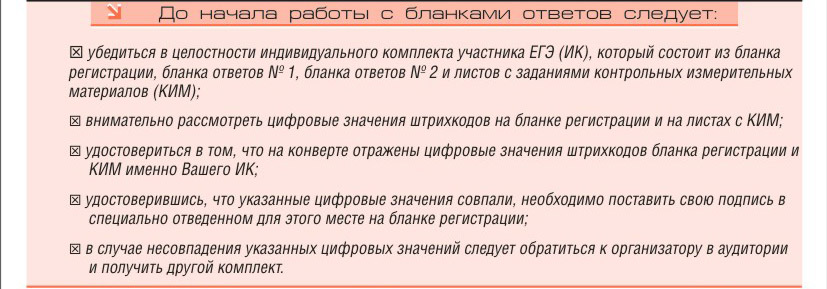 До начала работы с бланками ответов следует:
☒ убедиться в целостности индивидуального комплекта участника ЕГЭ (ИК), который состоит из бланка
регистрации, бланка ответов № 1, бланка ответов № 2 и листов с заданиями контрольных измерительных
материалов (КИМ);
☒ внимательно рассмотреть цифровые значения штрихкодов на бланке регистрации и на листах с КИМ;
☒ удостовериться в том, что на конверте отражены цифровые значения штрихкодов бланка регистрации и
КИМ именно Вашего ИК;
☒ удостоверившись, что указанные цифровые значения совпали, необходимо поставить свою подпись в
специально отведенном для этого месте на бланке регистрации;
☒ в случае несовпадения указанных цифровых значений следует обратиться к организатору в аудитории
и получить другой комплект.